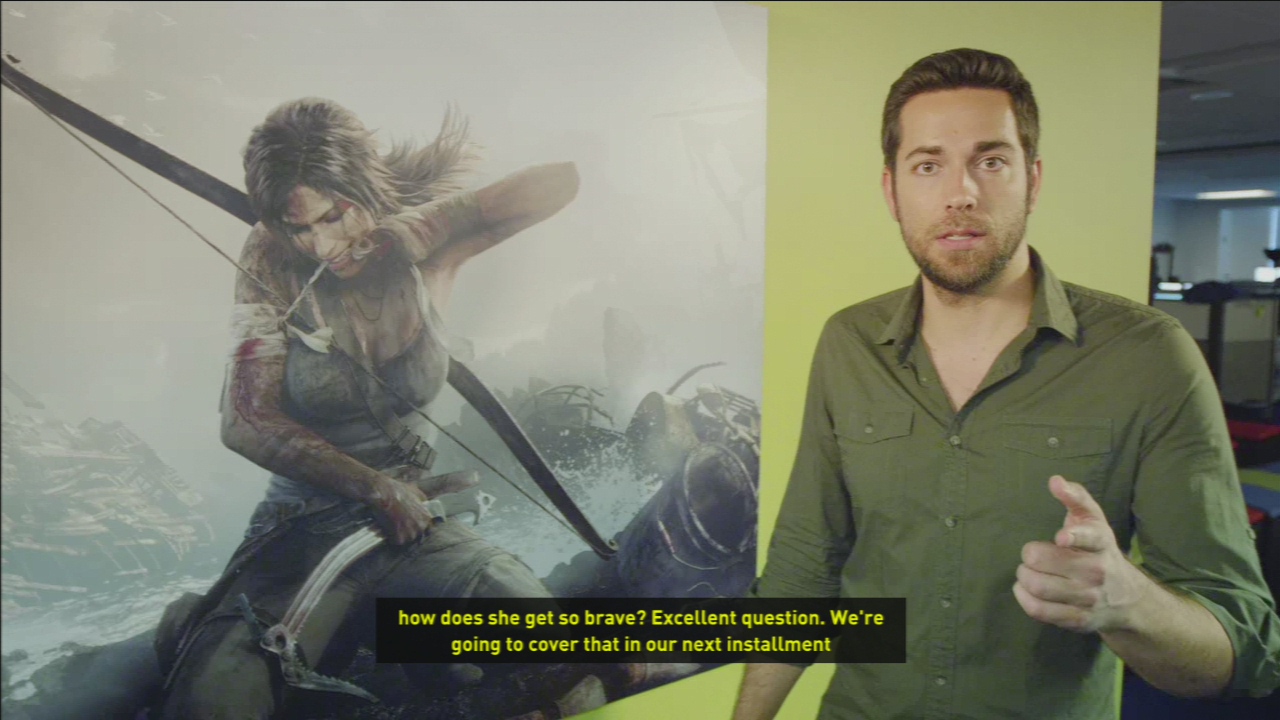 how does she get so brave? Excellent question. We're
going to cover that in our next installment